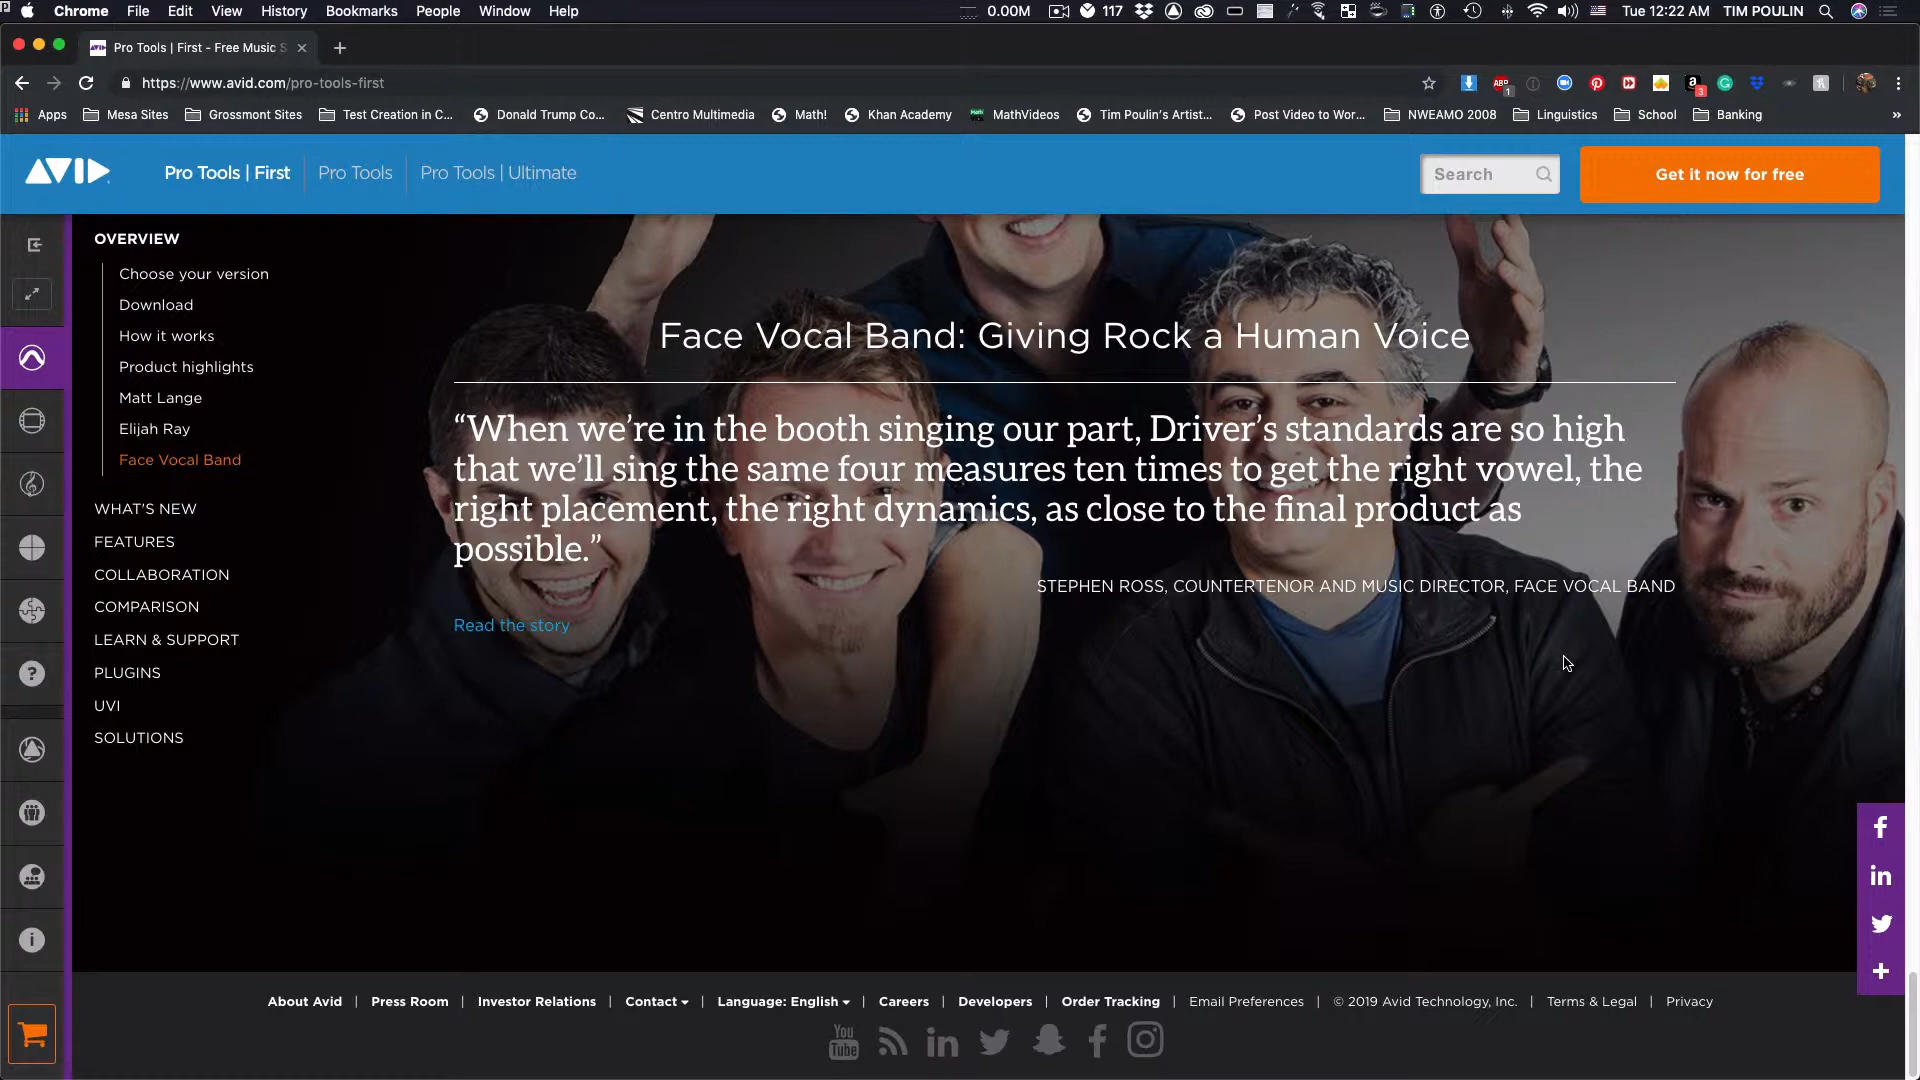 Chrome File Edit View History Bookmarks People Window Help 0.00M 117 Tue 12:22 AM TIM POULIN
Pro Tools | First - Free Music S
https://www.avid.com/pro-tools-first
ABP 1 3
Apps Mesa Sites Grossmont Sites Test Creation in C... Donald Trump Co... Centro Multimedia Math! Khan Academy MathVideos Tim Poulin's Artist... Post Video to Wor... NWEAMO 2008 Linguistics School Banking »
AVID Pro Tools | First Pro Tools Pro Tools | Ultimate Search Get it now for free
OVERVIEW
Choose your version
Download
How it works
Product highlights
Matt Lange
Elijah Ray
Face Vocal Band
WHAT'S NEW
FEATURES
COLLABORATION
COMPARISON
LEARN & SUPPORT
PLUGINS
UVI
SOLUTIONS
Face Vocal Band: Giving Rock a Human Voice
“When we’re in the booth singing our part, Driver’s standards are so high
that we’ll sing the same four measures ten times to get the right vowel, the
right placement, the right dynamics, as close to the final product as
possible.”
STEPHEN ROSS, COUNTERTENOR AND MUSIC DIRECTOR, FACE VOCAL BAND
Read the story
About Avid | Press Room | Investor Relations | Contact | Language: English | Careers | Developers | Order Tracking | Email Preferences | © 2019 Avid Technology, Inc. | Terms & Legal | Privacy
You Tube in